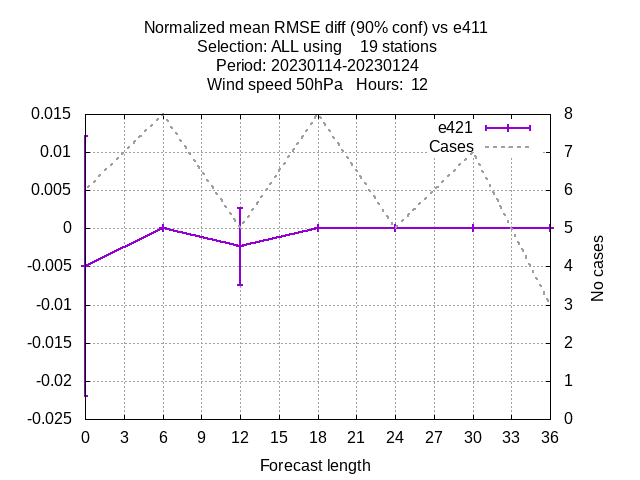 Normalized mean RMSE diff (90% conf) vs e411
Selection: ALL using    19 stations
Period: 20230114-20230124
Wind speed 50hPa   Hours:  12
0.015
0.01
0.005
0
-0.005
-0.01
-0.015
-0.02
-0.025
e421
Cases
8
7
6
5
4
3
2
1
0
No cases
0 3 6 9 12 15 18 21 24 27 30 33 36
Forecast length